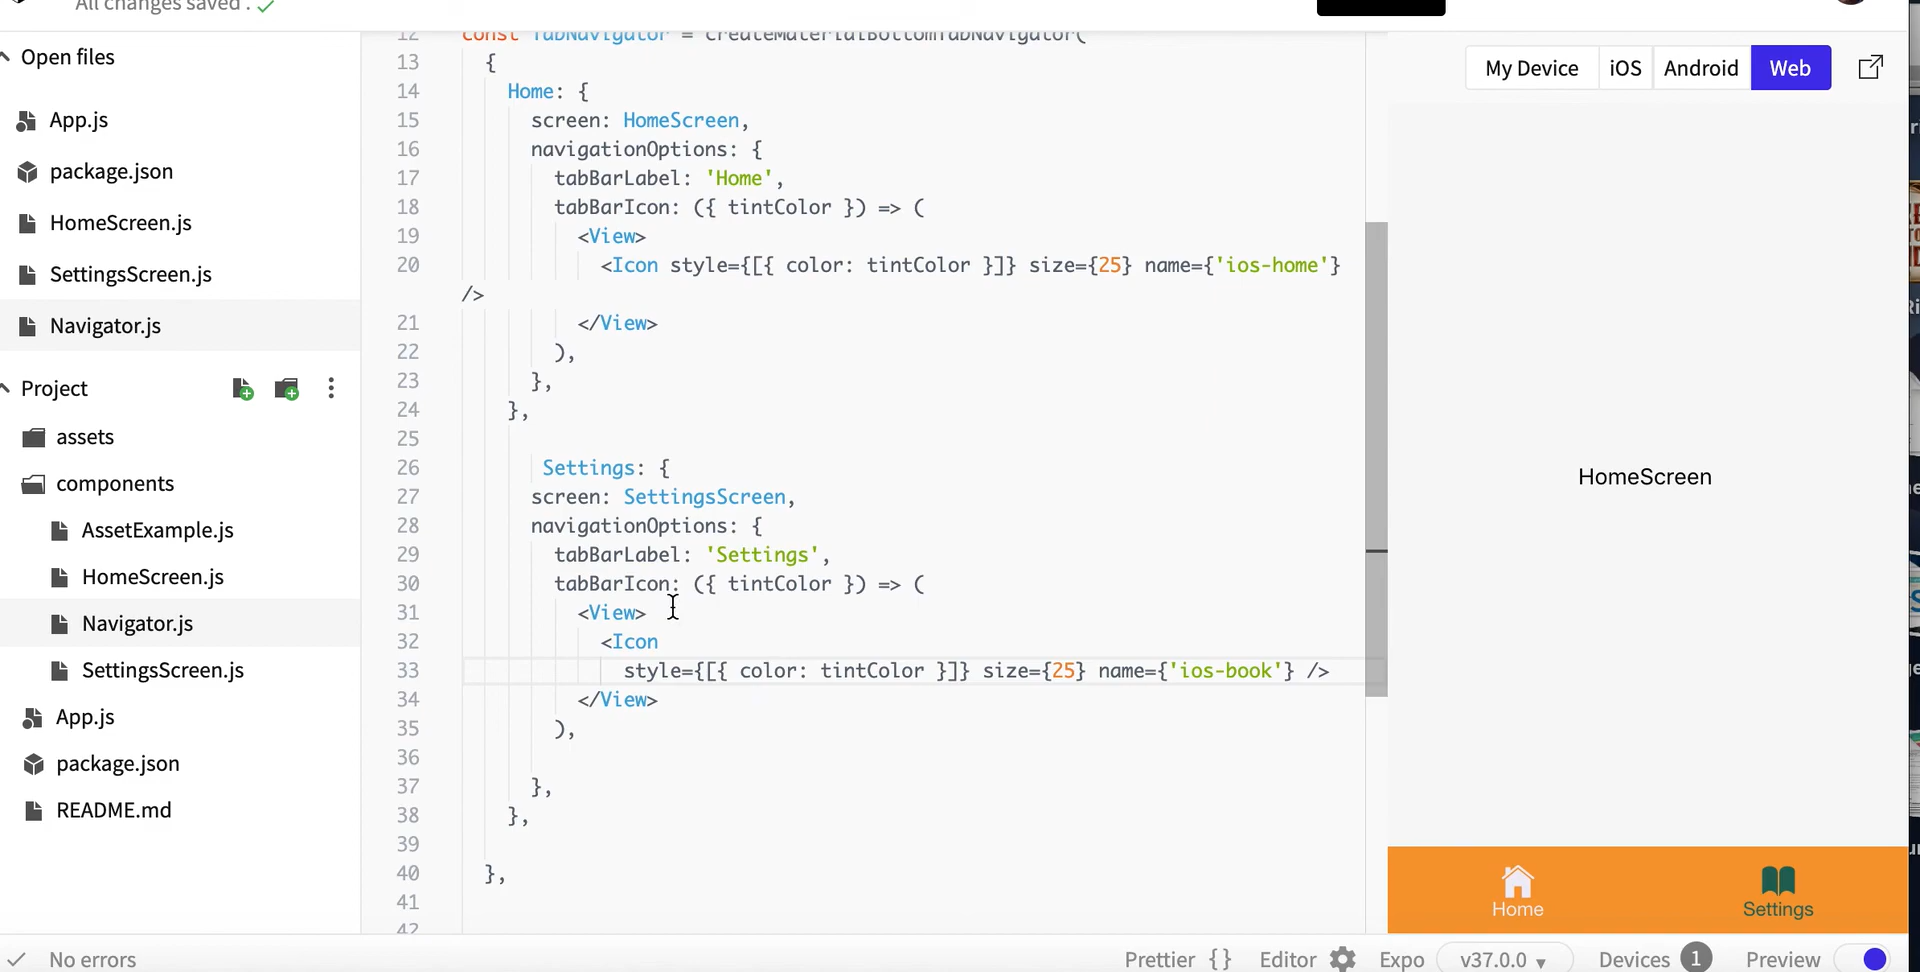 All changes saved .
Open files
App.js
package.json
HomeScreen.js
SettingsScreen.js
Navigator.js
Project
assets
components
AssetExample.js
HomeScreen.js
Navigator.js
SettingsScreen.js
App.js
package.json
README.md
12 const TabNavigator = createMaterialBottomTabNavigator(
13 {
14 Home: {
15 screen: HomeScreen,
16 navigationOptions: {
17 tabBarLabel: 'Home',
18 tabBarIcon: ({ tintColor }) => (
19 <View>
20 <Icon style={[{ color: tintColor }]} size={25} name={'ios-home'}
/>
21 </View>
22 ),
23 },
24 },
25
26 Settings: {
27 screen: SettingsScreen,
28 navigationOptions: {
29 tabBarLabel: 'Settings',
30 tabBarIcon: ({ tintColor }) => (
31 <View>
32 <Icon
33 style={[{ color: tintColor }]} size={25} name={'ios-book'} />
34 </View>
35 ),
36
37 },
38 },
39
40 },
41
42
My Device iOS Android Web
HomeScreen
Home Settings
No errors
Prettier {} Editor Expo v37.0.0 Devices 1 Preview